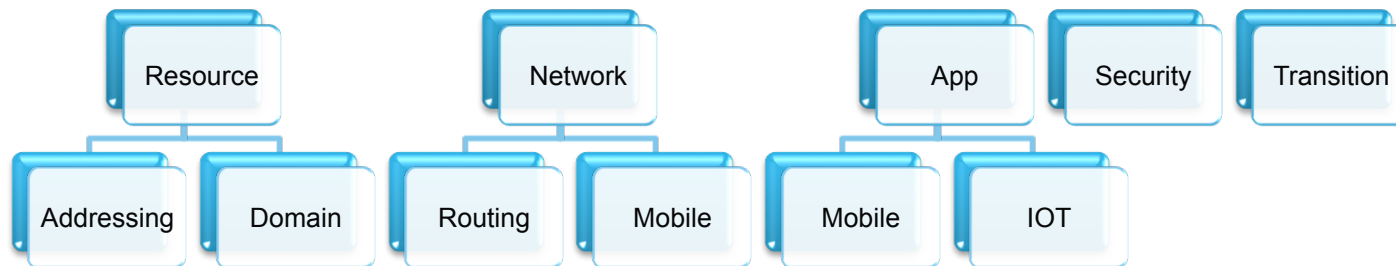 Resource
Network
App
Security
Transition
Addressing
Domain
Routing
Mobile
Mobile
IOT